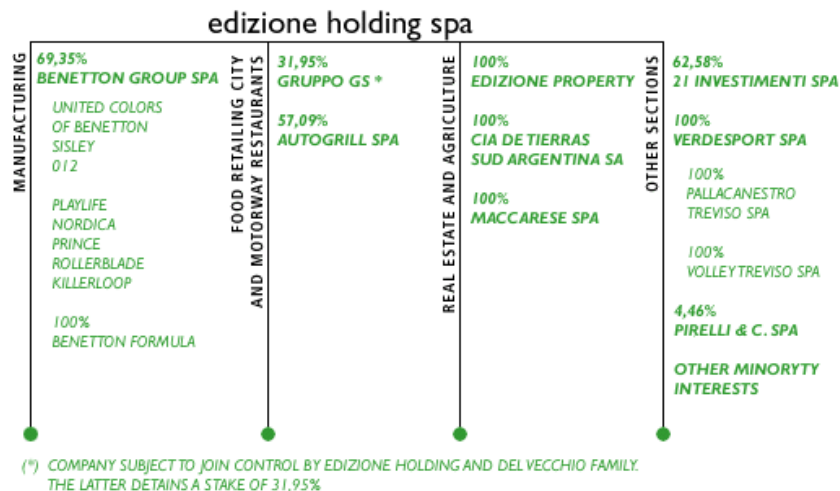 edizione holding spa
MANUFACTURING
69,35%
BENETTON GROUP SPA
UNITED COLORS
OF BENETTON
SISLEY
012
PLAYLIFE
NORDICA
PRINCE
ROLLERBLADE
KILLERLOOP
100%
BENETTON FORMULA
FOOD RETAILING CITY
AND MOTORWAY RESTAURANTS
31,95%
GRUPPO GS *
57,09%
AUTOGRILL SPA
REAL ESTATE AND AGRICULTURE
100%
EDIZIONE PROPERTY
100%
CIA DE TIERRAS
SUD ARGENTINA SA
100%
MACCARESE SPA
OTHER SECTIONS
62,58%
21 INVESTIMENTI SPA
100%
VERDESPORT SPA
100%
PALLACANESTRO
TREVISO SPA
100%
VOLLEY TREVISO SPA
4,46%
PIRELLI & C. SPA
OTHER MINORYTY
INTERESTS
(*) COMPANY SUBJECT TO JOIN CONTROL BY EDIZIONE HOLDING AND DEL VECCHIO FAMILY.
THE LATTER DETAINS A STAKE OF 31,95%